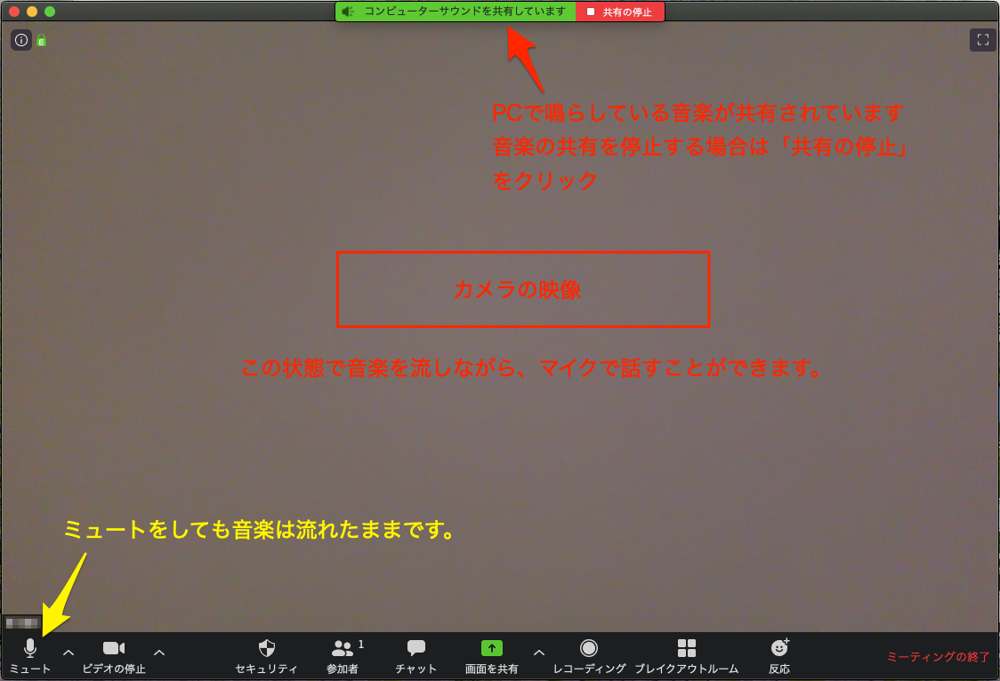 コンピューターサウンドを共有しています
共有の停止
E
PCで鳴らしている音楽が共有されています
音楽の共有を停止する場合は「共有の停止」
をクリック
カメラの映像
この状態で音楽を流しながら、マイクで話すことができます。
ミュートをしても音楽は流れたままです。
ミュート
ビデオの停止
セキュリティ
1
参加者
チャット
画面を共有
レコーディング
ブレイクアウトルーム
反応
ミーティングの終了